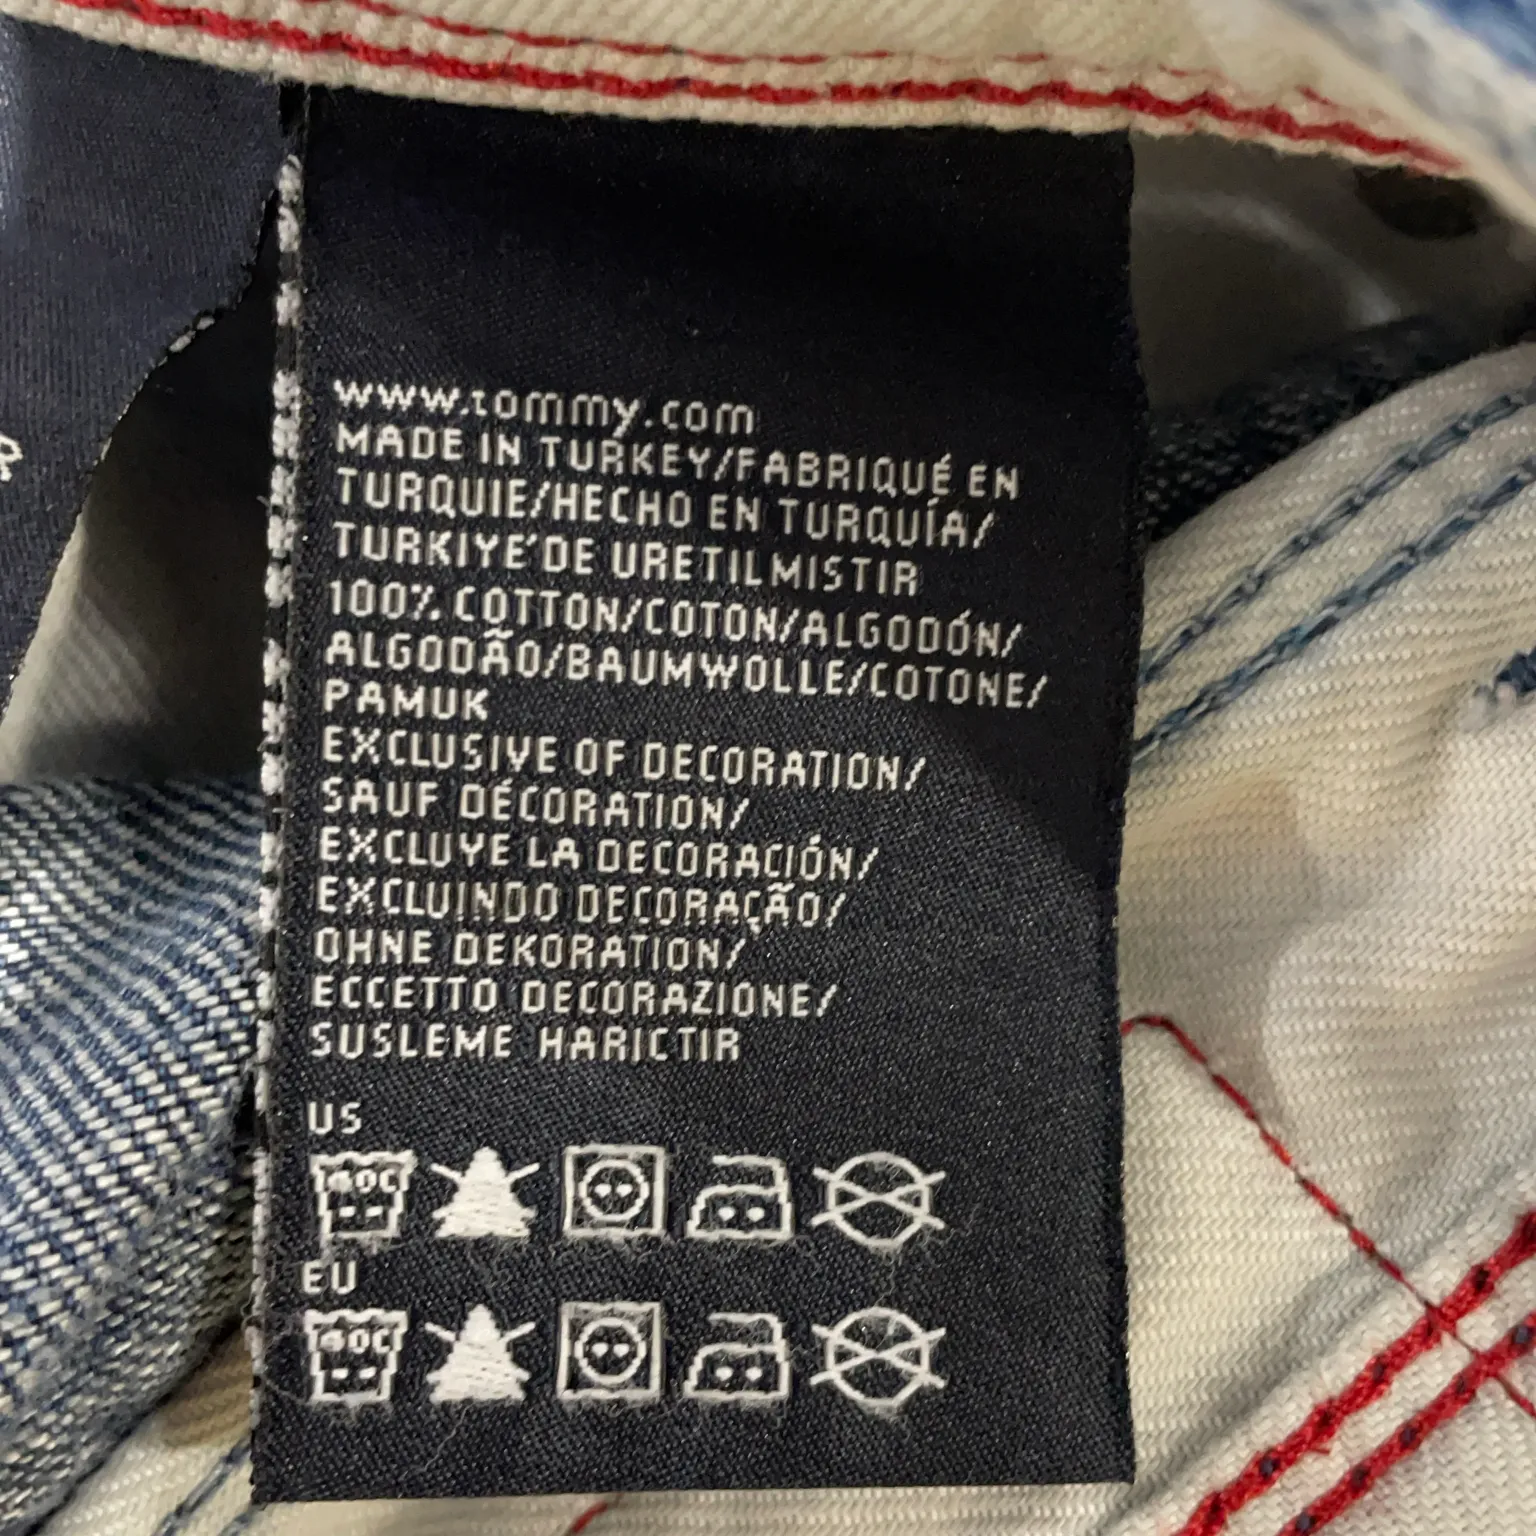 www.tommy.com
MADE IN TURKEY/FABRIQUÉ EN
TURQUIE/HECHO EN TURQUÍA/
TURKIYE'DE URETILMISTIR
100% COTTON/COTON/ALGODÓN/
ALGODÃO/BAUMWOLLE/COTONE/
PAMUK
EXCLUSIVE OF DECORATION/
SAUF DÉCORATION/
EXCLUYE LA DECORACIÓN/
EXCLUINDO DECORAÇÃO/
OHNE DEKORATION/
ECCETTO DECORAZIONE/
SUSLEME HARICTIR
US
EU